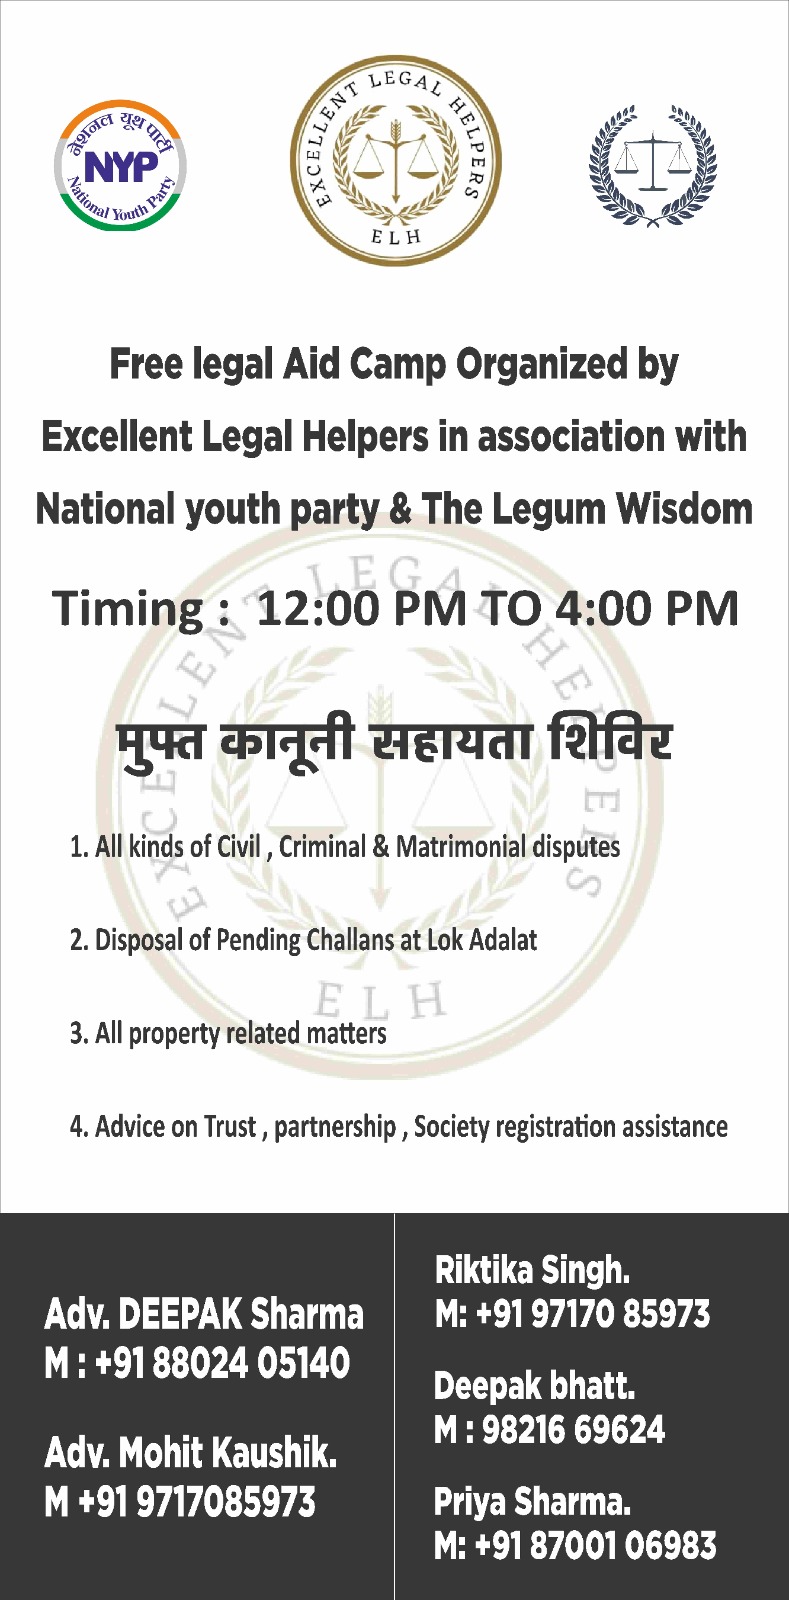 नेशनल यूथ पार्टी
NYP
National Youth Party
EXCELLENT LEGAL HELPERS
ELH
Free legal Aid Camp Organized by
Excellent Legal Helpers in association with
National youth party & The Legum Wisdom
Timing : 12:00 PM TO 4:00 PM
मुफ्त कानूनी सहायता शिविर
EXCELLENT LEGAL HELPERS
1. All kinds of Civil , Criminal & Matrimonial disputes
2. Disposal of Pending Challans at Lok Adalat
ELH
3. All property related matters
4. Advice on Trust , partnership , Society registration assistance
Adv. DEEPAK Sharma
M : +91 88024 05140
Adv. Mohit Kaushik.
M +91 9717085973
Riktika Singh.
M: +91 97170 85973
Deepak bhatt.
M : 98216 69624
Priya Sharma.
M: +91 87001 06983